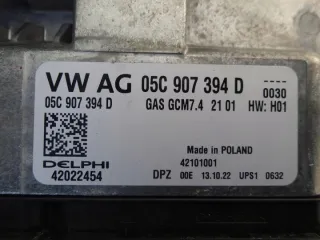 VW AG 05C 907 394 D ----
05C 907 394 D GAS GCM7.4 21 01 0030
HW: H01
Made in POLAND
DELPHI 42101001
42022454 DPZ 00E 13.10.22 UPS1 0632